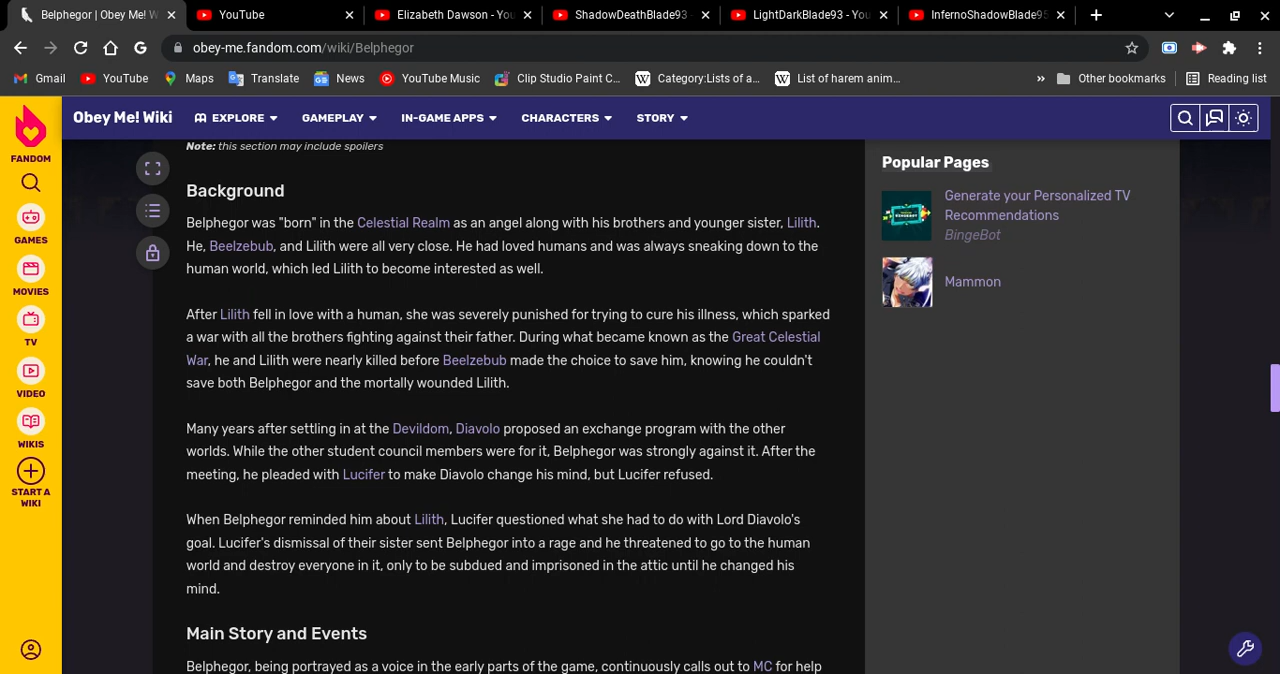 Belphegor | Obey Me! W
YouTube
Elizabeth Dawson - You
ShadowDeathBlade93 -
LightDarkBlade93 - You
InfernoShadowBlade95
obey-me.fandom.com/wiki/Belphegor
Gmail
YouTube
Maps
Translate
News
YouTube Music
Clip Studio Paint C...
Category:Lists of a...
List of harem anim...
»
Other bookmarks
Reading list
Obey Me! Wiki
EXPLORE
GAMEPLAY
IN-GAME APPS
CHARACTERS
STORY
FANDOM
GAMES
MOVIES
TV
VIDEO
WIKIS
START A
WIKI
Note: this section may include spoilers
Background
Belphegor was "born" in the Celestial Realm as an angel along with his brothers and younger sister, Lilith.
He, Beelzebub, and Lilith were all very close. He had loved humans and was always sneaking down to the
human world, which led Lilith to become interested as well.
After Lilith fell in love with a human, she was severely punished for trying to cure his illness, which sparked
a war with all the brothers fighting against their father. During what became known as the Great Celestial
War, he and Lilith were nearly killed before Beelzebub made the choice to save him, knowing he couldn't
save both Belphegor and the mortally wounded Lilith.
Many years after settling in at the Devildom, Diavolo proposed an exchange program with the other
worlds. While the other student council members were for it, Belphegor was strongly against it. After the
meeting, he pleaded with Lucifer to make Diavolo change his mind, but Lucifer refused.
When Belphegor reminded him about Lilith, Lucifer questioned what she had to do with Lord Diavolo's
goal. Lucifer's dismissal of their sister sent Belphegor into a rage and he threatened to go to the human
world and destroy everyone in it, only to be subdued and imprisoned in the attic until he changed his
mind.
Main Story and Events
Belphegor, being portrayed as a voice in the early parts of the game, continuously calls out to MC for help
Popular Pages
Generate your Personalized TV
Recommendations
BingeBot
Mammon